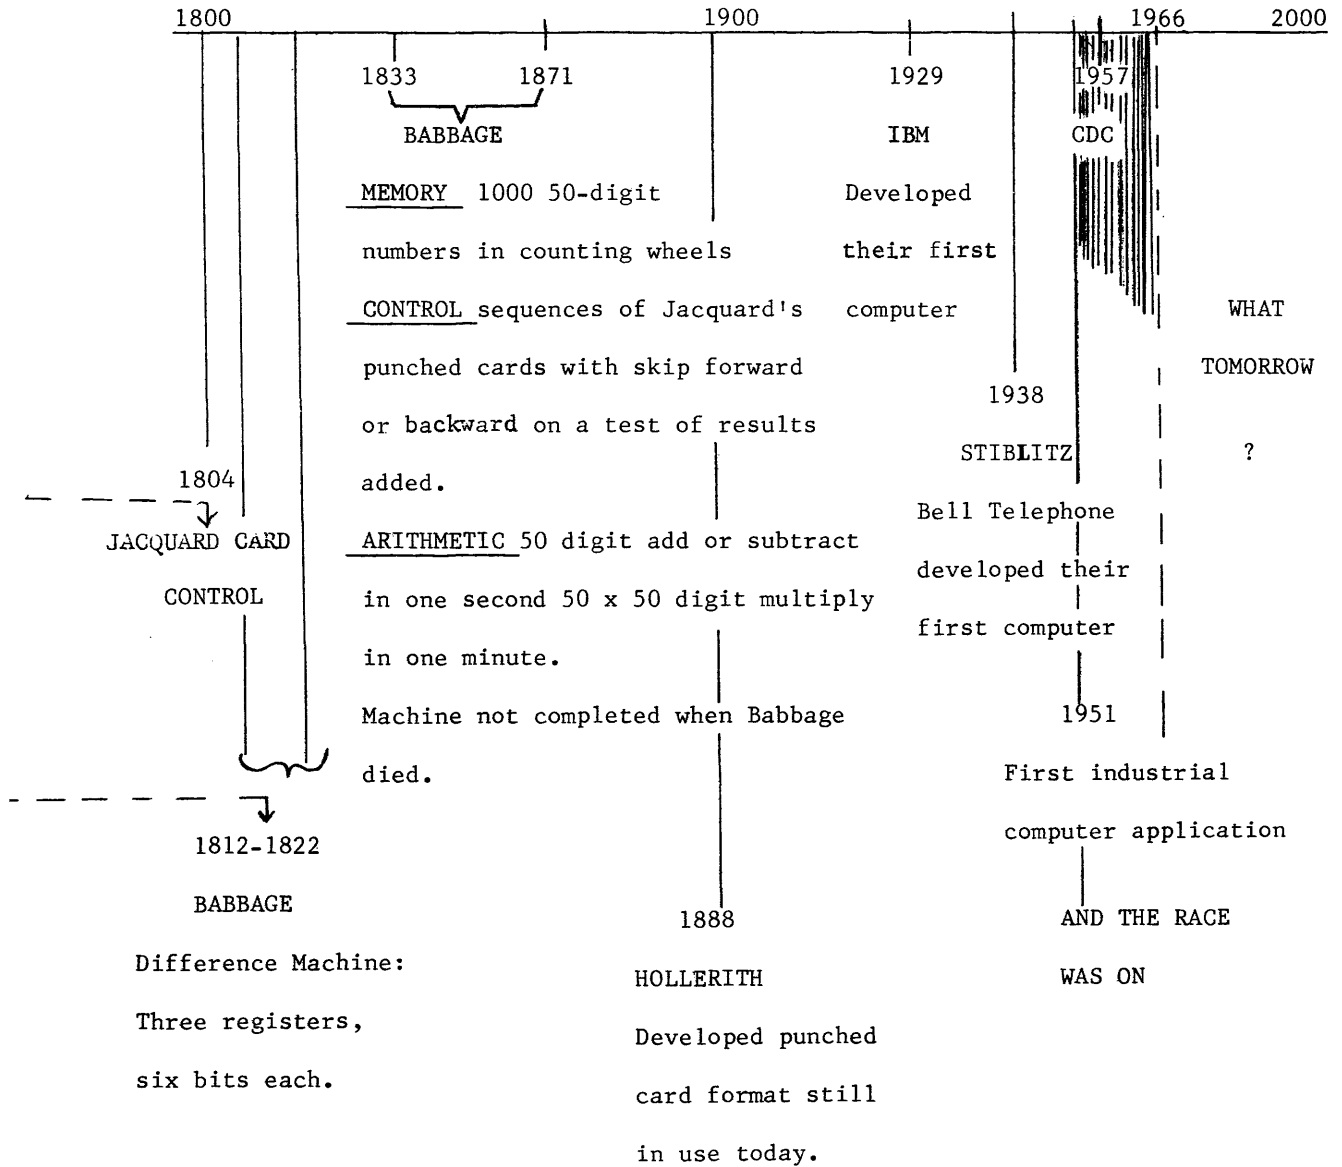 1800 1900 1966 2000
1833 1871
BABBAGE
MEMORY 1000 50-digit
numbers in counting wheels
CONTROL sequences of Jacquard's
punched cards with skip forward
or backward on a test of results
added.
ARITHMETIC 50 digit add or subtract
in one second 50 x 50 digit multiply
in one minute.
Machine not completed when Babbage
died.
1804
JACQUARD CARD
CONTROL
1812-1822
BABBAGE
Difference Machine:
Three registers,
six bits each.
1888
HOLLERITH
Developed punched
card format still
in use today.
1929
IBM
Developed
their first
computer
1938
STIBLITZ
Bell Telephone
developed their
first computer
1957
CDC
1951
First industrial
computer application
AND THE RACE
WAS ON
WHAT
TOMORROW
?